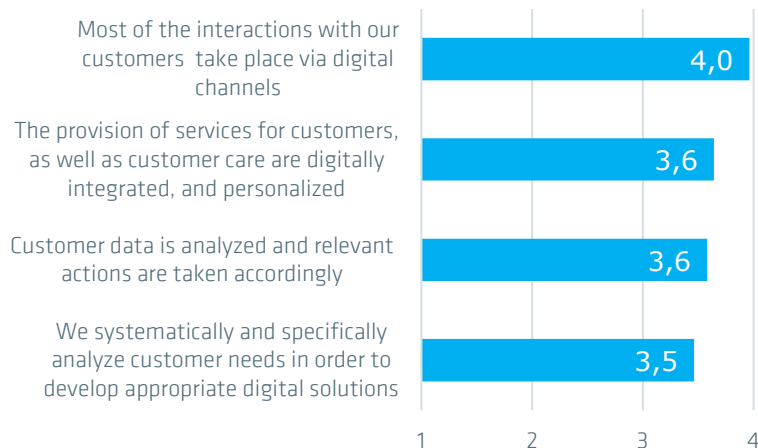 Most of the interactions with our
customers  take place via digital
channels
4,0
The provision of services for customers,
as well as customer care are digitally
integrated, and personalized
3,6
Customer data is analyzed and relevant
actions are taken accordingly
3,6
We systematically and specifically
analyze customer needs in order to
develop appropriate digital solutions
3,5
1 2 3 4